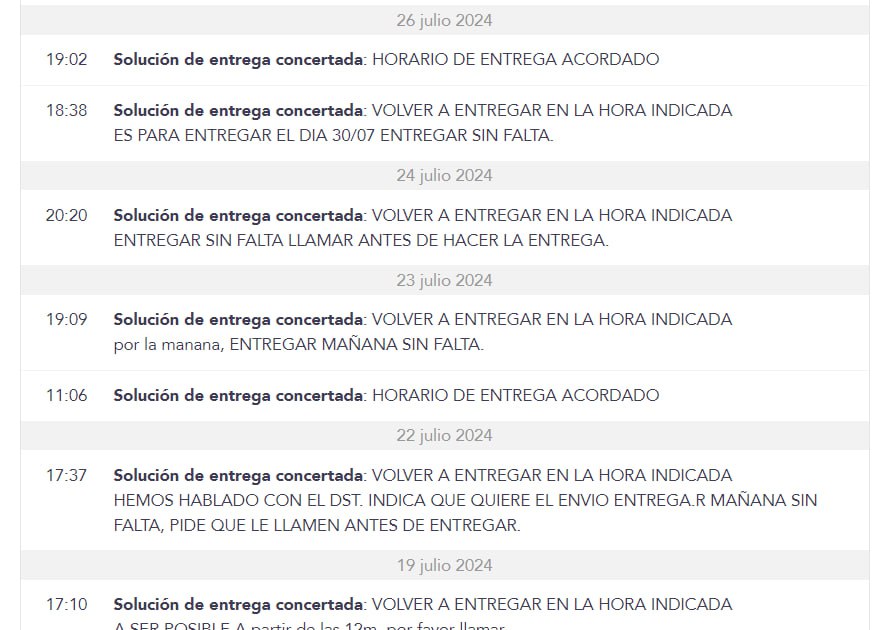 26 julio 2024
19:02 Solución de entrega concertada: HORARIO DE ENTREGA ACORDADO
18:38 Solución de entrega concertada: VOLVER A ENTREGAR EN LA HORA INDICADA
ES PARA ENTREGAR EL DIA 30/07 ENTREGAR SIN FALTA.
24 julio 2024
20:20 Solución de entrega concertada: VOLVER A ENTREGAR EN LA HORA INDICADA
ENTREGAR SIN FALTA LLAMAR ANTES DE HACER LA ENTREGA.
23 julio 2024
19:09 Solución de entrega concertada: VOLVER A ENTREGAR EN LA HORA INDICADA
por la manana, ENTREGAR MAÑANA SIN FALTA.
11:06 Solución de entrega concertada: HORARIO DE ENTREGA ACORDADO
22 julio 2024
17:37 Solución de entrega concertada: VOLVER A ENTREGAR EN LA HORA INDICADA
HEMOS HABLADO CON EL DST. INDICA QUE QUIERE EL ENVIO ENTREGA.R MAÑANA SIN
FALTA, PIDE QUE LE LLAMEN ANTES DE ENTREGAR.
19 julio 2024
17:10 Solución de entrega concertada: VOLVER A ENTREGAR EN LA HORA INDICADA
A SER POSIBLE A partir de las 12m, por favor llamar